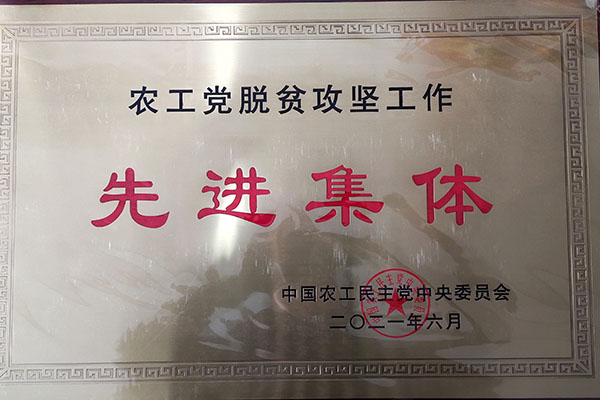 农工党脱贫攻坚工作
先进集体
中国农工民主党中央委员会
二〇二一年六月